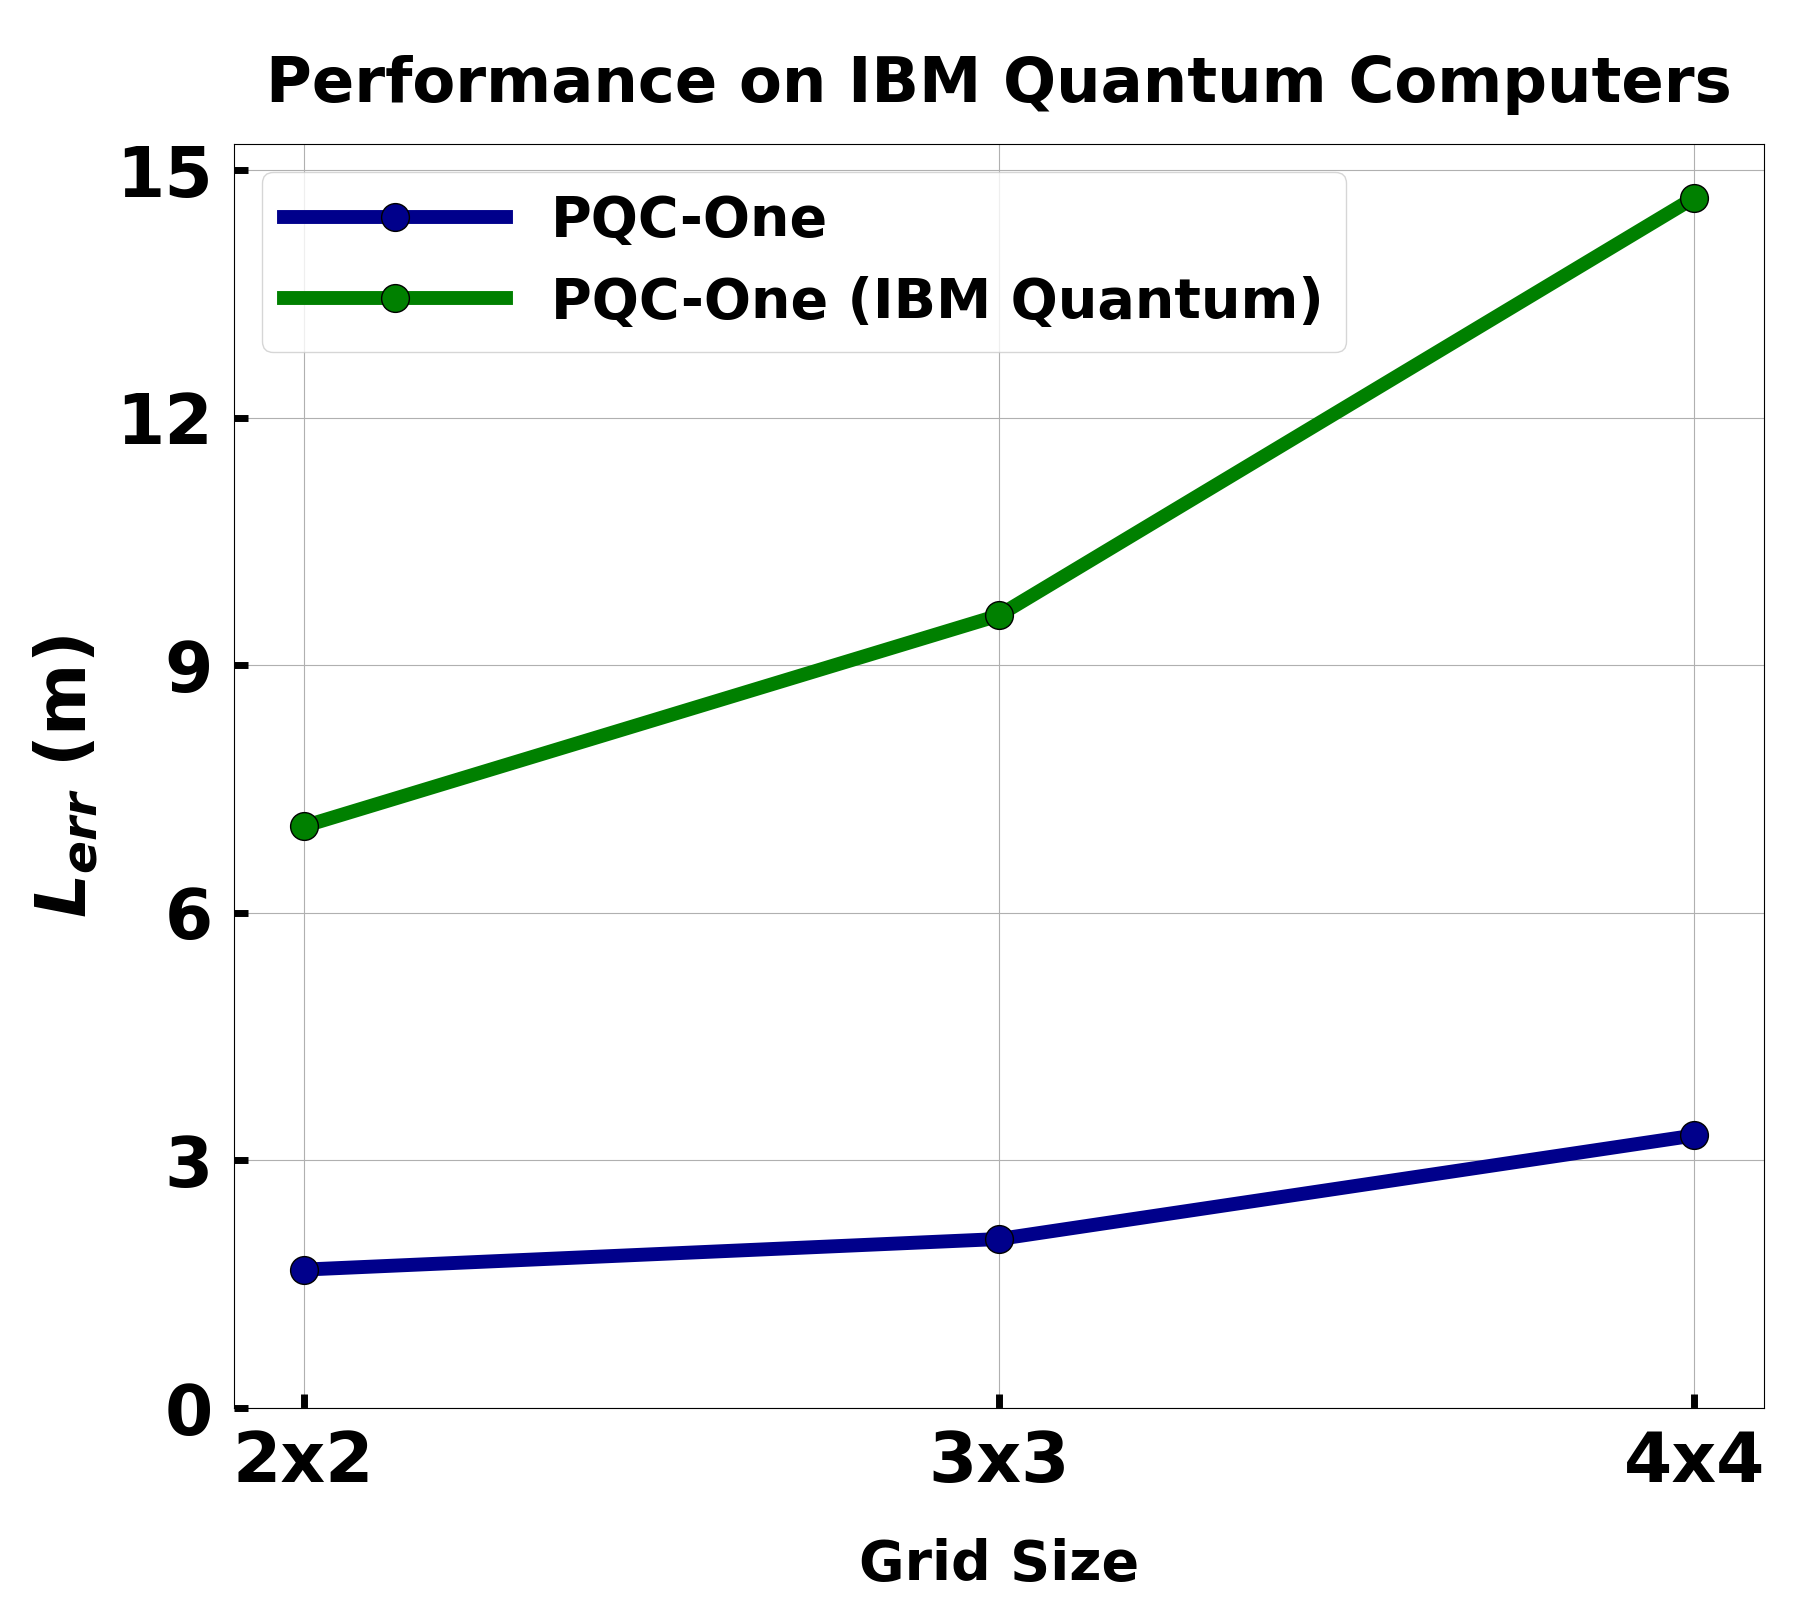 Performance on IBM Quantum Computers
PQC-One
PQC-One (IBM Quantum)
15
12
9
6
3
0
L_err (m)
2x2 3x3 4x4
Grid Size